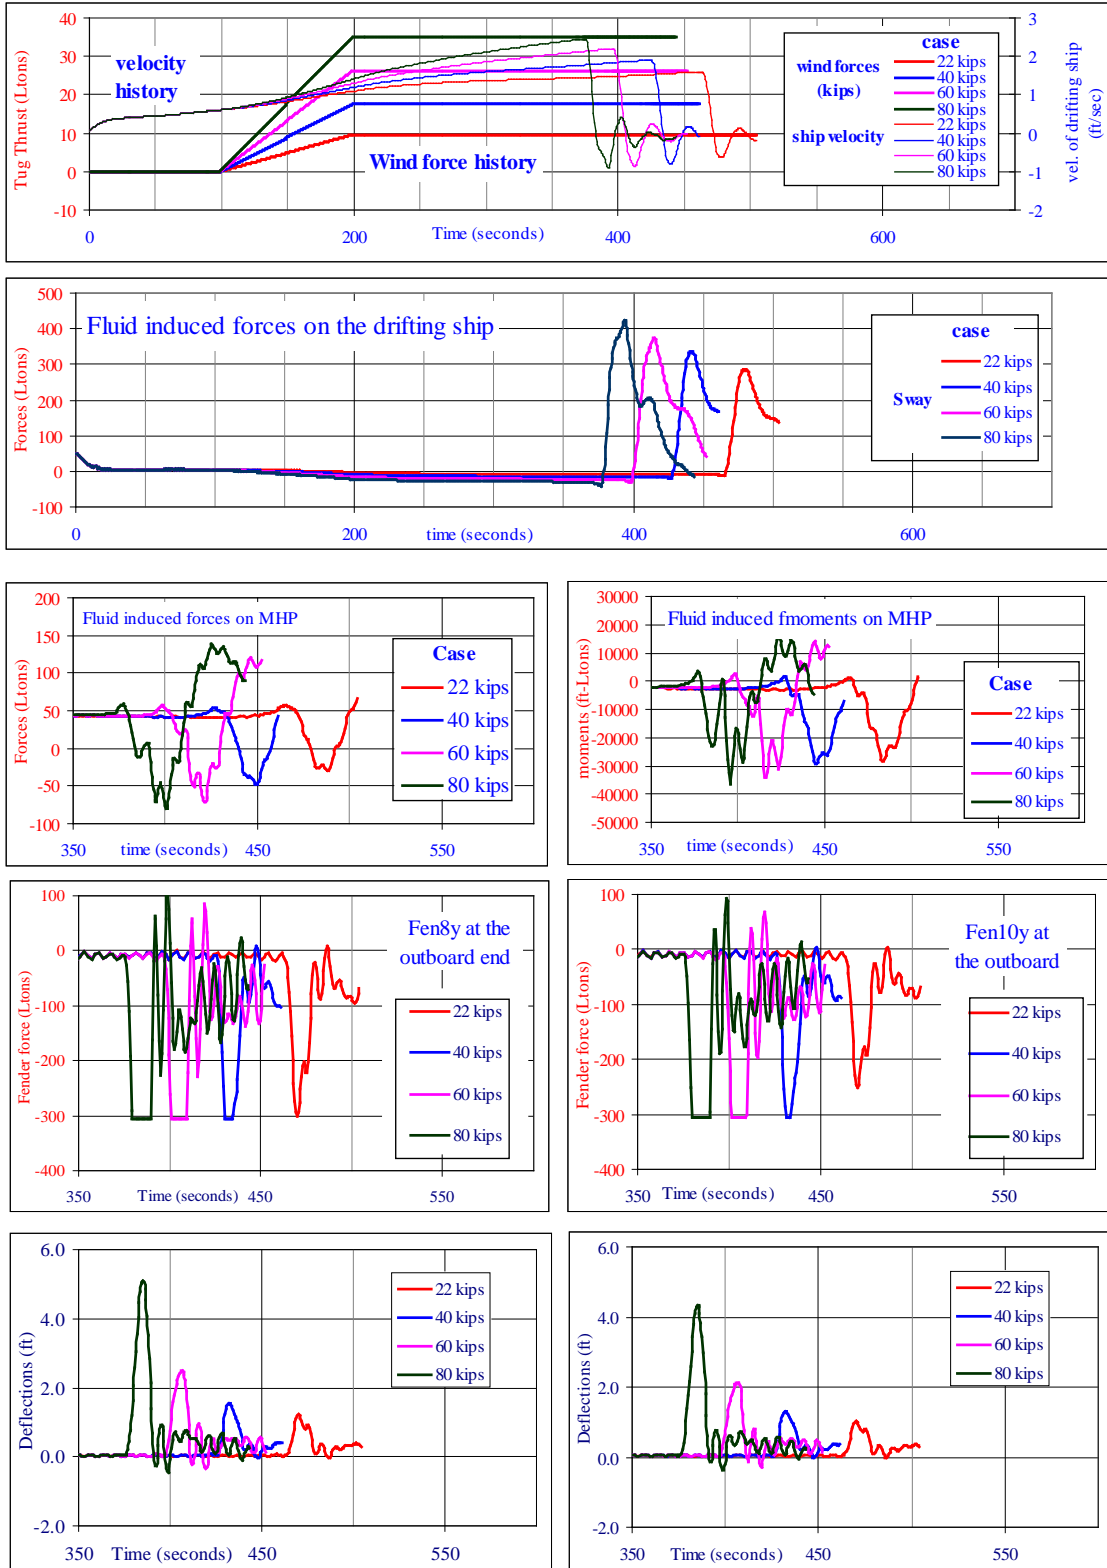 40
30
20
10
0
-10
Tug Thrust (Ltons)
velocity
history
Wind force history
0
200
Time (seconds)
400
600
3
2
1
0
-1
-2
vel. of drifting ship
(ft/sec)
case
wind forces
(kips)
ship velocity
22 kips
40 kips
60 kips
80 kips
22 kips
40 kips
60 kips
80 kips
500
400
300
200
100
0
-100
Forces (Ltons)
Fluid induced forces on the drifting ship
0
200
time (seconds)
400
600
case
Sway
22 kips
40 kips
60 kips
80 kips
200
150
100
50
0
-50
-100
Forces (Ltons)
Fluid induced forces on MHP
Case
22 kips
40 kips
60 kips
80 kips
350
time (seconds)
450
550
30000
20000
10000
0
-10000
-20000
-30000
-40000
-50000
moments (ft-Ltons)
Fluid induced fmoments on MHP
Case
22 kips
40 kips
60 kips
80 kips
350
time (seconds)
450
550
100
0
-100
-200
-300
-400
Fender force (Ltons)
Fen8y at the
outboard end
22 kips
40 kips
60 kips
80 kips
350
Time (seconds)
450
550
100
0
-100
-200
-300
-400
Fender force (Ltons)
Fen10y at
the outboard
22 kips
40 kips
60 kips
80 kips
350
Time (seconds)
450
550
6.0
4.0
2.0
0.0
-2.0
Deflections (ft)
22 kips
40 kips
60 kips
80 kips
350
Time (seconds)
450
550
6.0
4.0
2.0
0.0
-2.0
Deflections (ft)
22 kips
40 kips
60 kips
80 kips
350
Time (seconds)
450
550